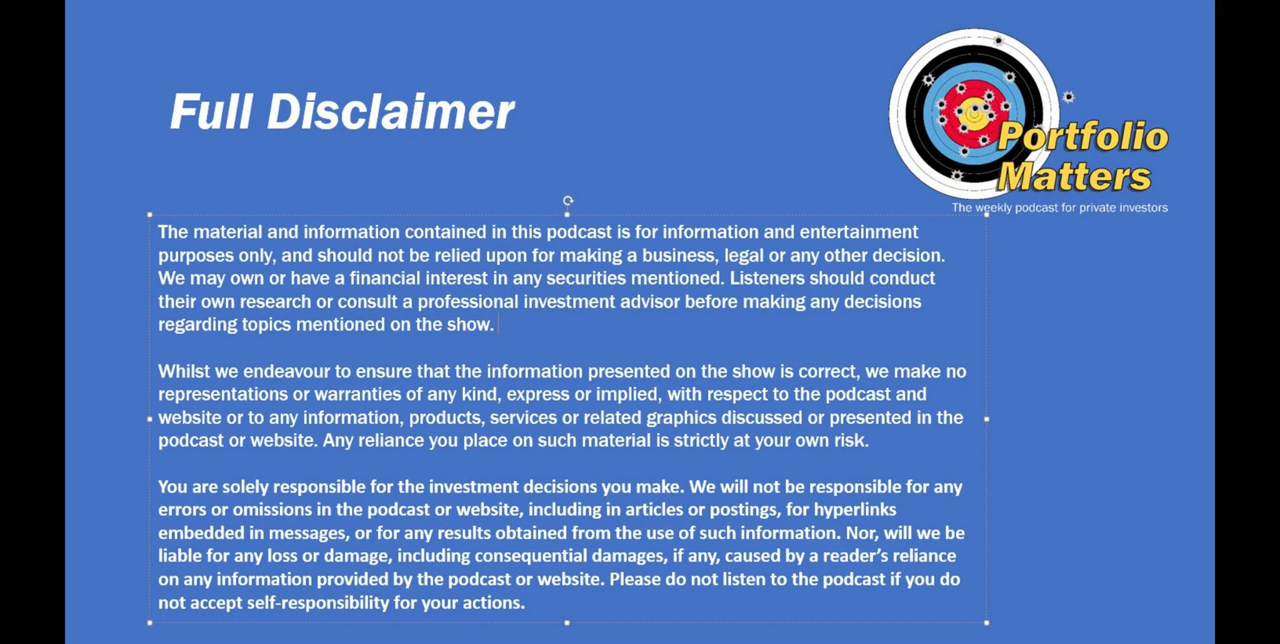 Full Disclaimer
Portfolio
Matters
The weekly podcast for private investors
The material and information contained in this podcast is for information and entertainment
purposes only, and should not be relied upon for making a business, legal or any other decision.
We may own or have a financial interest in any securities mentioned. Listeners should conduct
their own research or consult a professional investment advisor before making any decisions
regarding topics mentioned on the show.
Whilst we endeavour to ensure that the information presented on the show is correct, we make no
representations or warranties of any kind, express or implied, with respect to the podcast and
website or to any information, products, services or related graphics discussed or presented in the
podcast or website. Any reliance you place on such material is strictly at your own risk.
You are solely responsible for the investment decisions you make. We will not be responsible for any
errors or omissions in the podcast or website, including in articles or postings, for hyperlinks
embedded in messages, or for any results obtained from the use of such information. Nor, will we be
liable for any loss or damage, including consequential damages, if any, caused by a reader’s reliance
on any information provided by the podcast or website. Please do not listen to the podcast if you do
not accept self-responsibility for your actions.